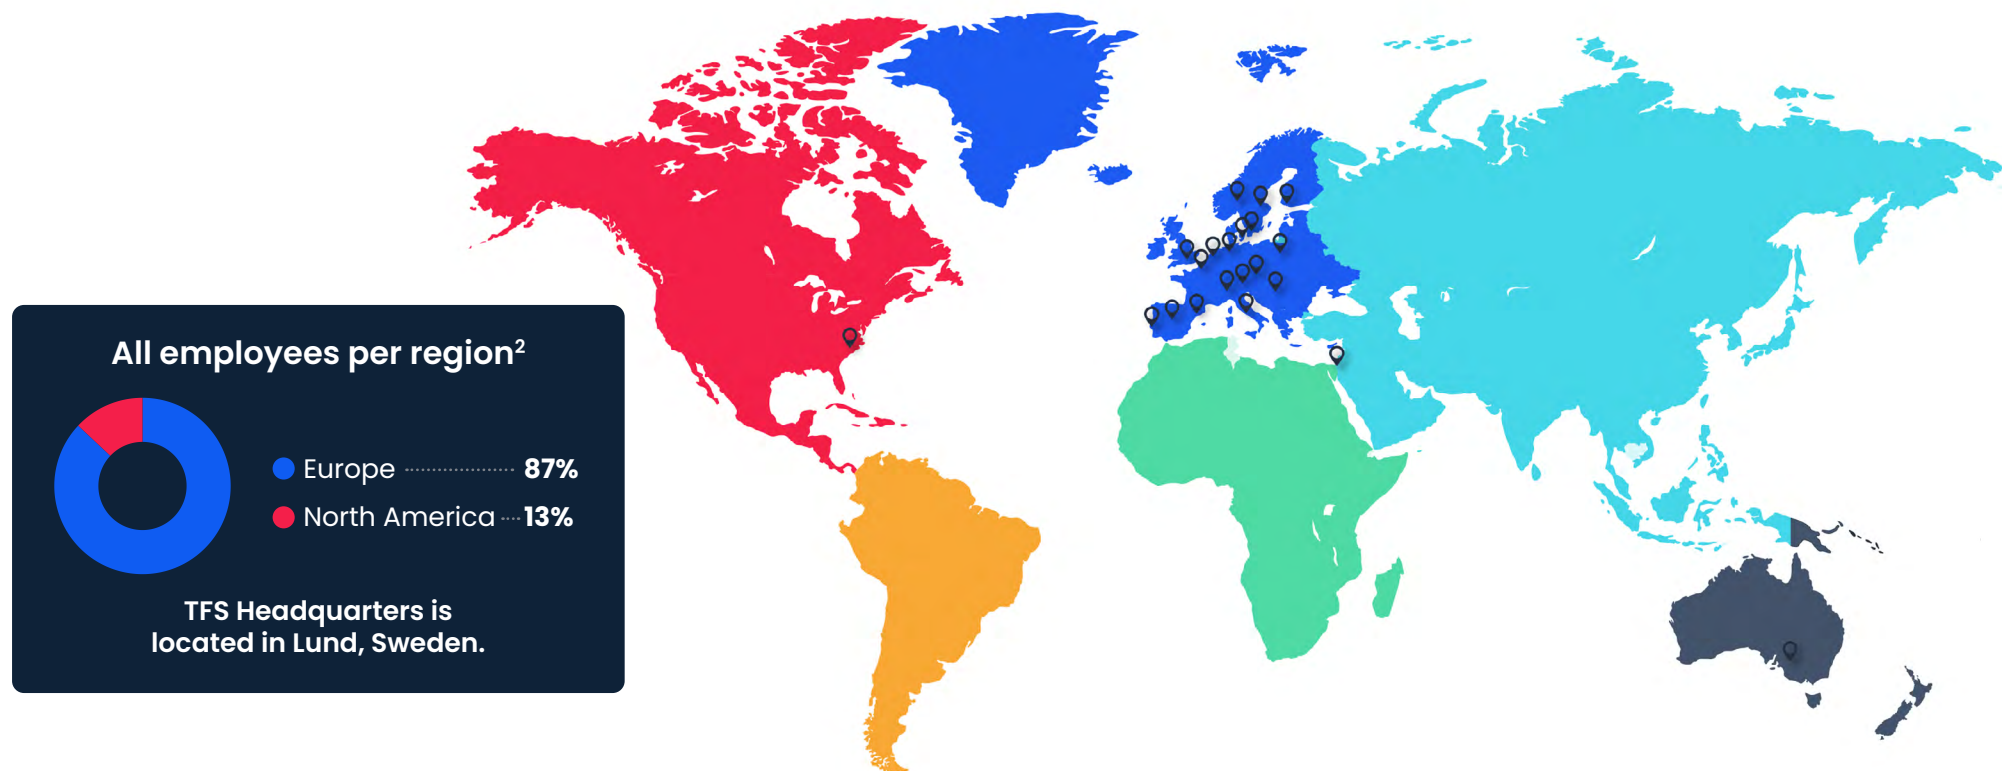 All employees per region²
Europe 87%
North America 13%
TFS Headquarters is
located in Lund, Sweden.